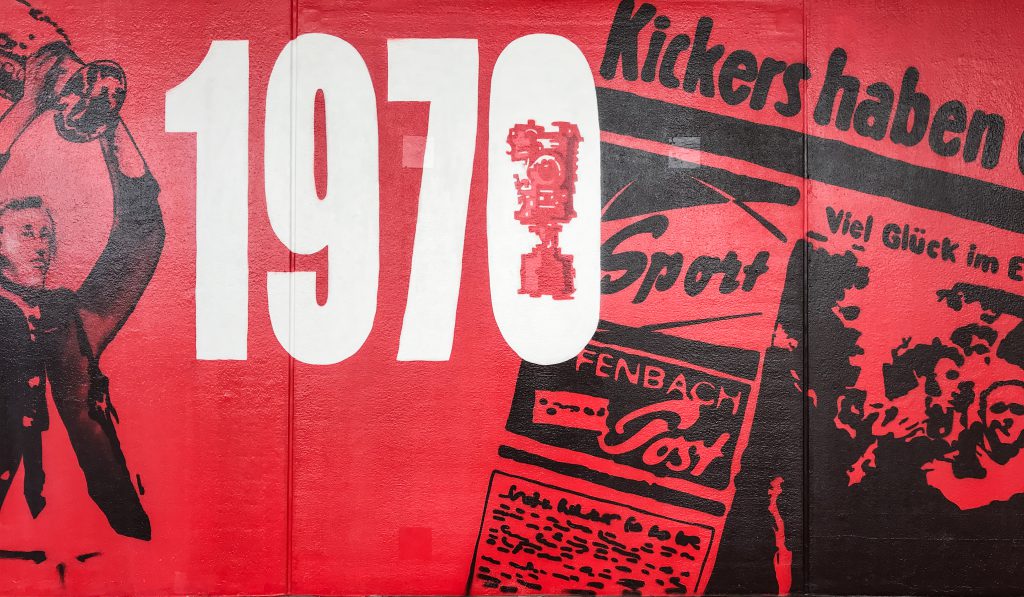 1970
Kickers haben
Sport
Viel Glück im E
FENBACH
Post